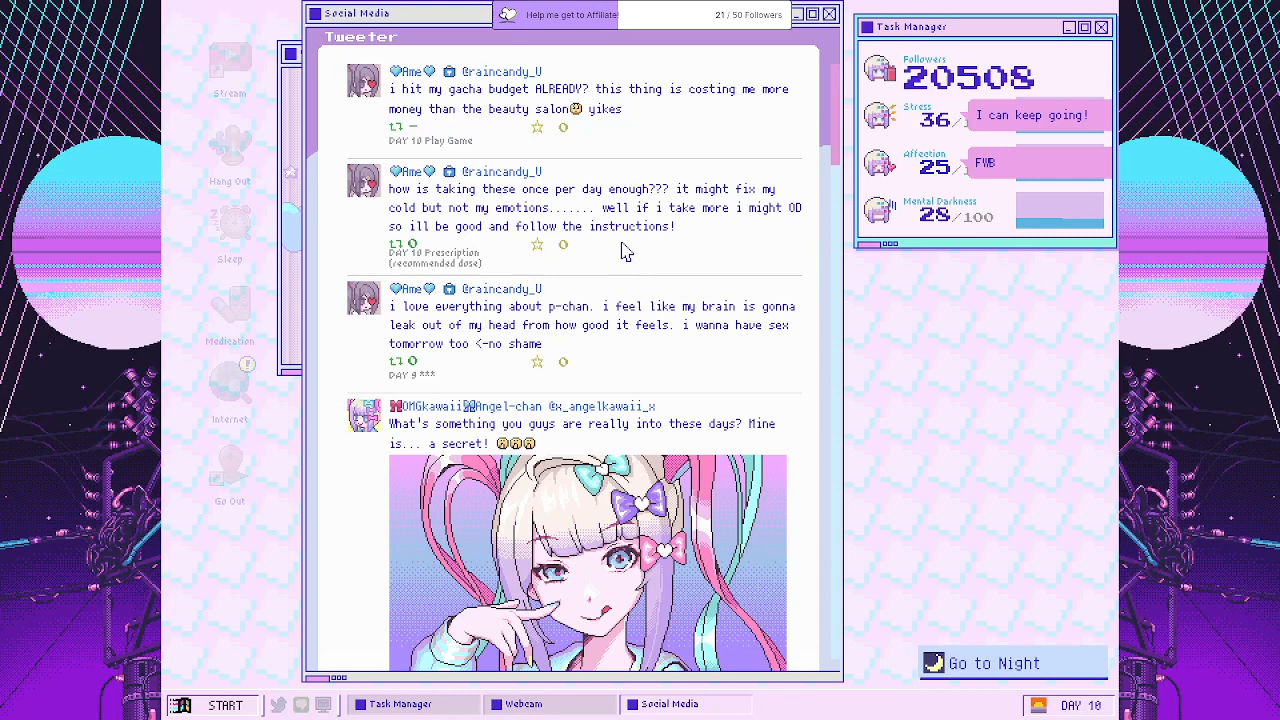 Social Media
Help me get to Affiliate!
21 / 50 Followers
Tweeter
Ame @raincandy_U
i hit my gacha budget ALREADY? this thing is costing me more
money than the beauty salon yikes
DAY 10 Play Game
Ame @raincandy_U
how is taking these once per day enough??? it might fix my
cold but not my emotions....... well if i take more i might OD
so ill be good and follow the instructions!
0
0
DAY 10 Prescription
(recommended dose)
Ame @raincandy_U
i love everything about p-chan. i feel like my brain is gonna
leak out of my head from how good it feels. i wanna have sex
tomorrow too <-no shame
0
0
DAY 9 ***
OMGkawaii Angel-chan @x_angelkawaii_x
What's something you guys are really into these days? Mine
is... a secret!
Stream
Hang Out
Sleep
Medication
Internet
Go Out
Task Manager
Followers
20508
Stress
36/
I can keep going!
Affection
25/
FWB
Mental Darkness
28/100
Go to Night
START
Task Manager
Webcam
Social Media
DAY 10